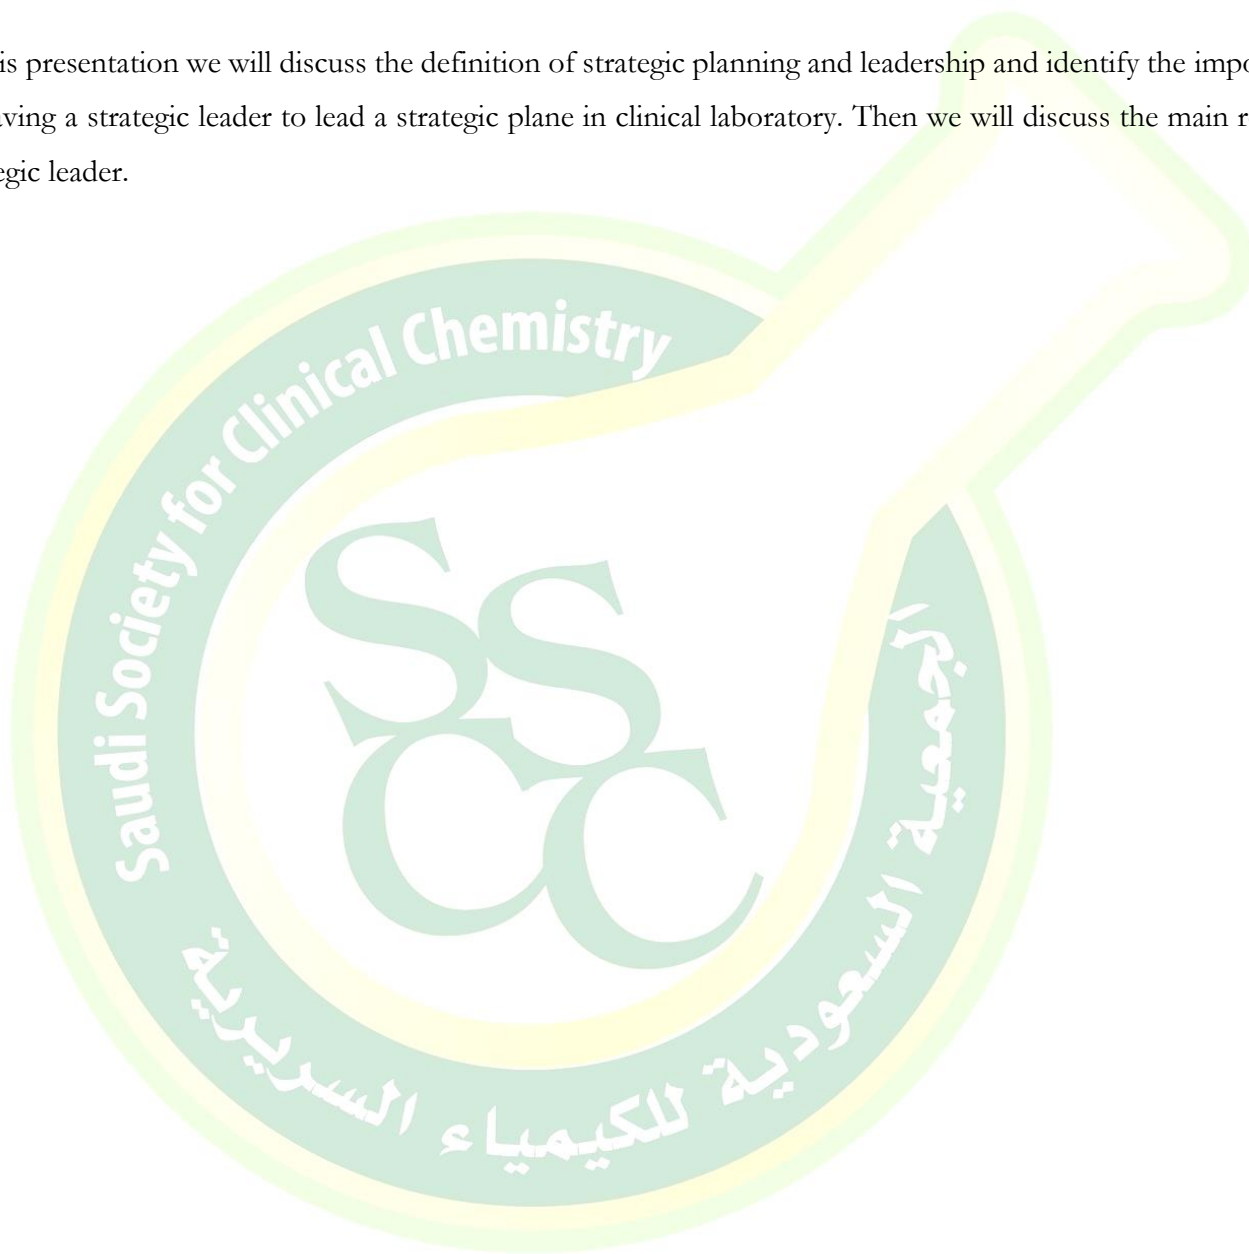 is presentation we will discuss the definition of strategic planning and leadership and identify the impo
ving a strategic leader to lead a strategic plane in clinical laboratory. Then we will discuss the main r
egic leader.
Saudi Society for Clinical Chemistry
SSCC
الجمعية السعودية للكيمياء السريرية